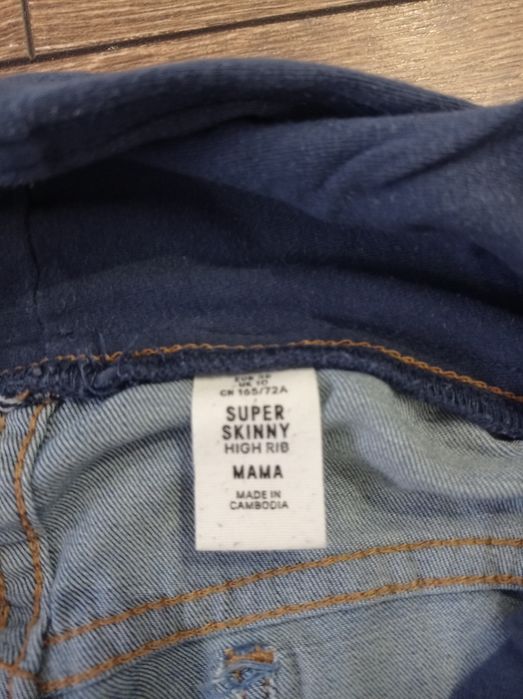 UK 10
CN 165/72A
SUPER
SKINNY
HIGH RIB
MAMA
MADE IN
CAMBODIA